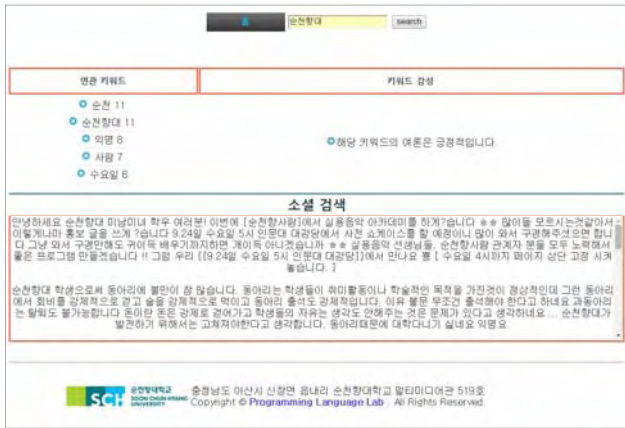 홈 순천향대 search
연관 키워드 키워드 감성
순천 11
순천향대 11
익명 8
사람 7
수요일 6
해당 키워드의 여론은 긍정적입니다.
소셜 검색
안녕하세요 순천향대 미남미녀 학우 여러분! 이번에 [순천향사람]에서 실용음악 아카데미를 하게?습니다 ㅎㅎ 많이들 모르시는것같아서
이렇게나마 홍보 글을 쓰게 ?습니다 9.24일 수요일 5시 인문대 대강당에서 사전 쇼케이스를 할 예정이니 많이 와서 구경해주셨으면 합니
다 그냥 와서 구경만해도 귀이득 배우기까지하면 개이득 아니겠습니까 ㅎㅎ 실용음악 선생님들, 순천향사람 관계자 분들 모두 노력해서
좋은 프로그램 만들겠습니다 !! 그럼 우리 [[9.24일 수요일 5시 인문대 대강당]]에서 만나요 뿅 [ 수요일 4시까지 페이지 상단 고정 시켜
놓습니다. ]
순천향대 학생으로써 동아리에 불만이 참 많습니다. 동아리는 학생들이 취미활동이나 학술적인 목적을 가진것이 정상적인데 그런 동아리
에서 회비를 강제적으로 걷고 술을 강제적으로 먹이고 동아리 출석도 강제적입니다. 이유 불문 무조건 출석해야 한다고 하네요 과동아리
는 탈퇴도 불가능합니다 돈이란 돈은 강제로 걷어가고 학생들의 자유는 생각도 안해주는 것은 문제가 있다고 생각하네요... 순천향대가
발전하기 위해서는 고쳐져야한다고 생각합니다. 동아리때문에 대학다니기 싫네요 익명요
SCH 순천향대학교 SOON CHUN HYANG UNIVERSITY
충청남도 아산시 신창면 읍내리 순천향대학교 멀티미디어관 519호
Copyright © Programming Language Lab . All Rights Reserved.